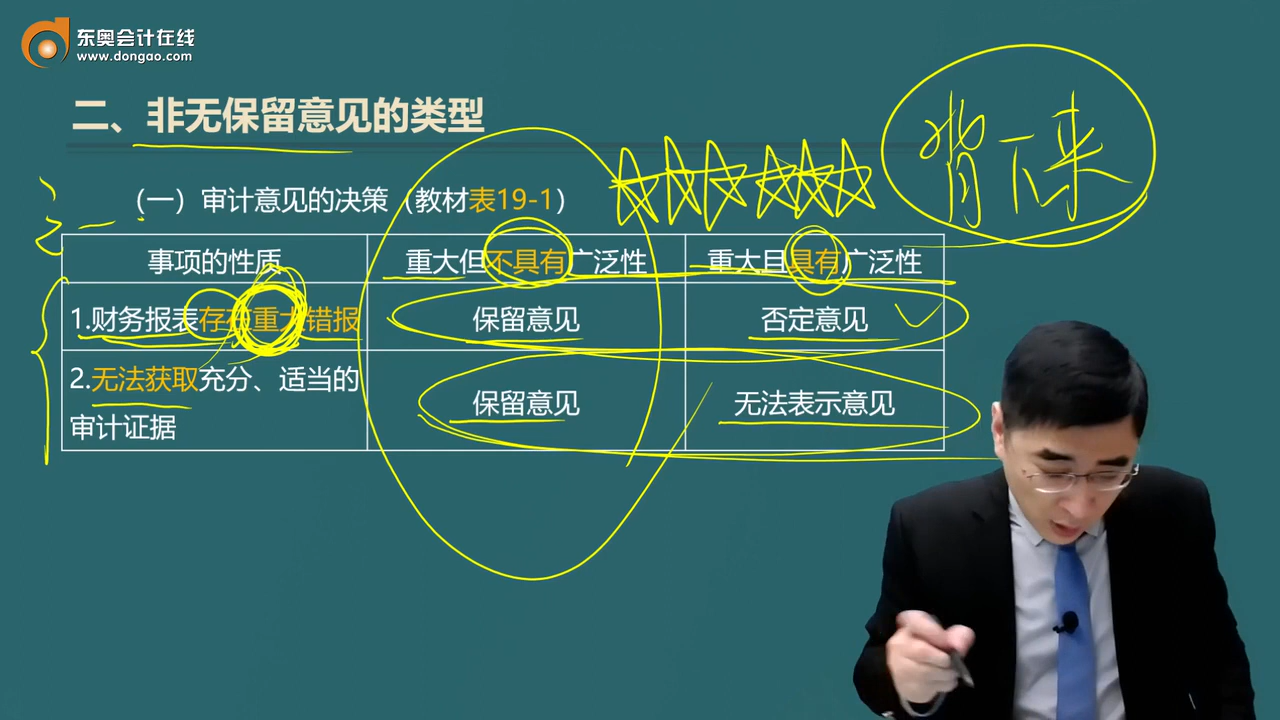 东奥会计在线
www.dongao.com
背下来
二、非无保留意见的类型
（一）审计意见的决策（教材表19-1）
事项的性质 重大但不具有广泛性 重大且具有广泛性
1.财务报表存在重大错报 保留意见 否定意见
2.无法获取充分、适当的
审计证据 保留意见 无法表示意见